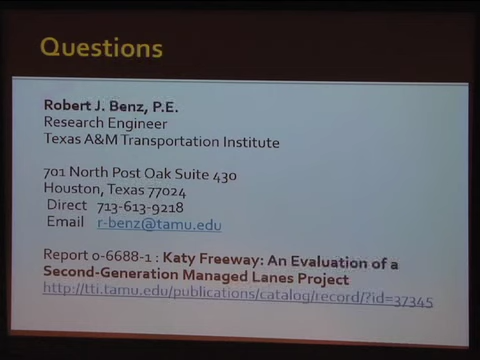 Questions
Robert J. Benz, P.E.
Research Engineer
Texas A&M Transportation Institute
701 North Post Oak Suite 430
Houston, Texas 77024
Direct 713-613-9218
Email r-benz@tamu.edu
Report 0-6688-1 : Katy Freeway: An Evaluation of a
Second-Generation Managed Lanes Project
http://tti.tamu.edu/publications/catalog/record/?id=37345